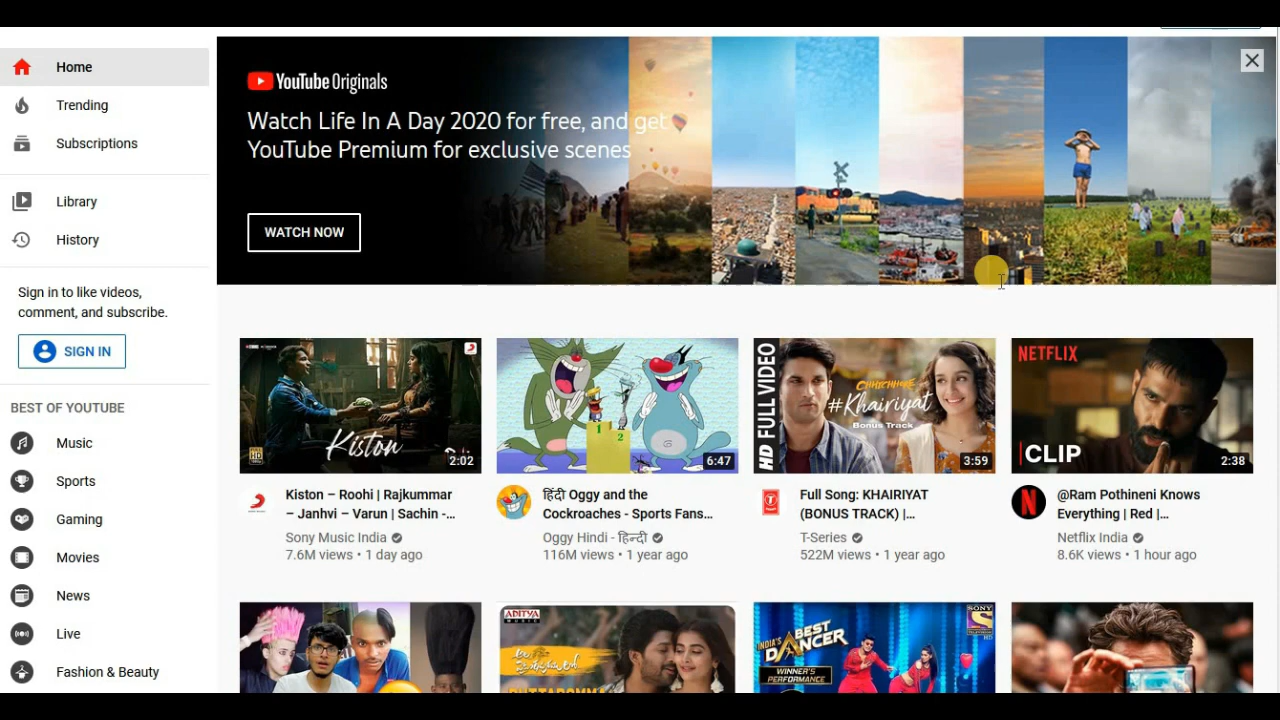 Home
Trending
Subscriptions
Library
History
Sign in to like videos,
comment, and subscribe.
SIGN IN
BEST OF YOUTUBE
Music
Sports
Gaming
Movies
News
Live
Fashion & Beauty
YouTube Originals
Watch Life In A Day 2020 for free, and get
YouTube Premium for exclusive scenes
WATCH NOW
Kiston
2:02
Kiston – Roohi | Rajkummar
– Janhvi – Varun | Sachin -...
Sony Music India
7.6M views • 1 day ago
1
2
6:47
हिंदी Oggy and the
Cockroaches - Sports Fans...
Oggy Hindi - हिन्दी
116M views • 1 year ago
HD FULL VIDEO
CHHICHHORE
#Khairiyat
Bonus Track
3:59
Full Song: KHAIRIYAT
(BONUS TRACK) |...
T-Series
522M views • 1 year ago
NETFLIX
CLIP
2:38
@Ram Pothineni Knows
Everything | Red |...
Netflix India
8.6K views • 1 hour ago
ADITYA
MUSIC
INDIA'S BEST
DANCER
WINNER'S
PERFORMANCE
SONY